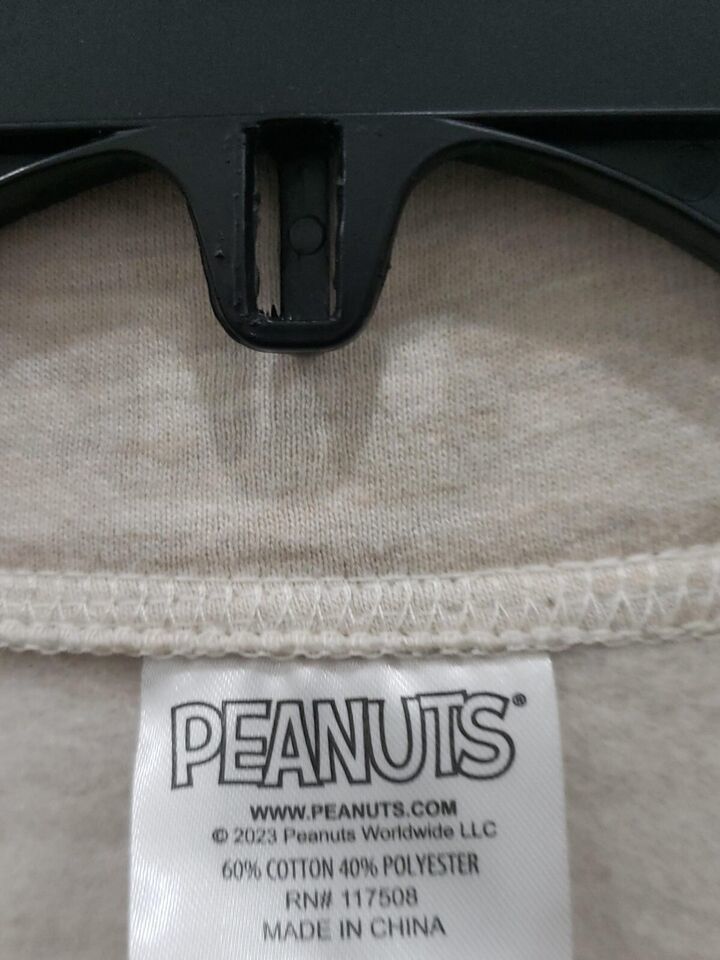 PEANUTS®
WWW.PEANUTS.COM
© 2023 Peanuts Worldwide LLC
60% COTTON 40% POLYESTER
RN# 117508
MADE IN CHINA